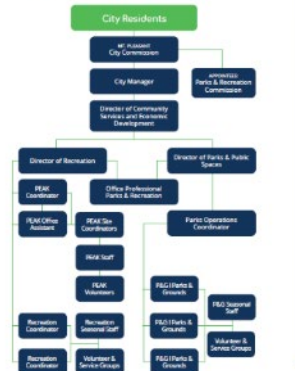 City Residents
MT. PLEASANT
City Commission
City Manager
APPOINTED
Parks & Recreation
Commission
Director of Community
Services and Economic
Development
Director of Recreation
Director of Parks & Public
Spaces
PEAK
Coordinator
Office Professional
Parks & Recreation
PEAK Office
Assistant
PEAK Site
Coordinators
Parks Operations
Coordinator
PEAK Staff
PEAK
Volunteers
P&G I Parks &
Grounds
P&G Seasonal
Staff
Recreation
Coordinator
Recreation
Seasonal Staff
P&G I Parks &
Grounds
Volunteer &
Service Groups
Recreation
Coordinator
Volunteer &
Service Groups
P&G I Parks &
Grounds